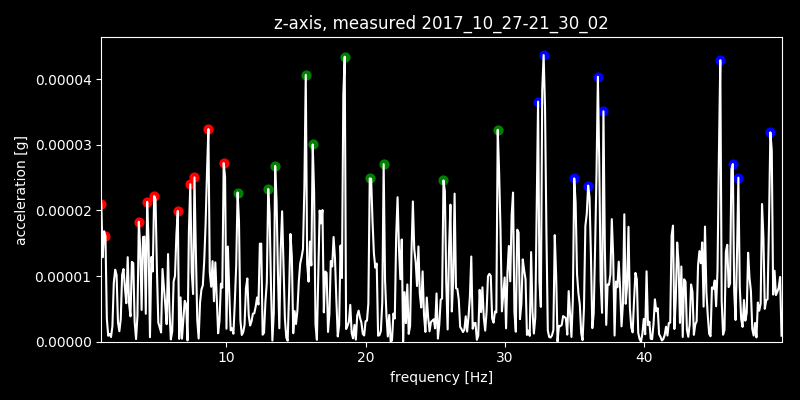 z-axis, measured 2017_10_27-21_30_02
acceleration [g]
0.00004
0.00003
0.00002
0.00001
0.00000
10 20 30 40
frequency [Hz]